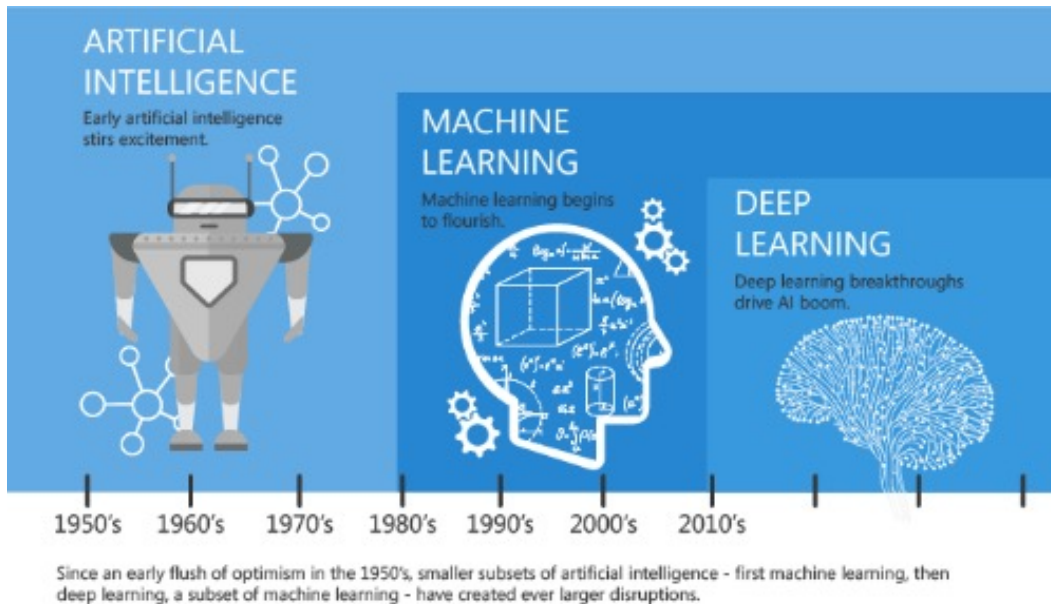 ARTIFICIAL
INTELLIGENCE
Early artificial intelligence
stirs excitement.
MACHINE
LEARNING
Machine learning begins
to flourish.
DEEP
LEARNING
Deep learning breakthroughs
drive AI boom.
1950's 1960's 1970's 1980's 1990's 2000's 2010's
Since an early flush of optimism in the 1950's, smaller subsets of artificial intelligence - first machine learning, then
deep learning, a subset of machine learning - have created ever larger disruptions.